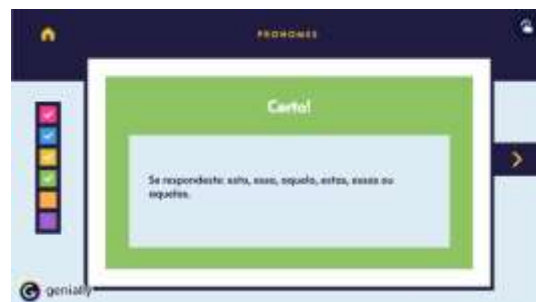 PRONOMES
Certo!
Se respondeste: esta, essa, aquela, estas, essas ou
aquelas.
genially